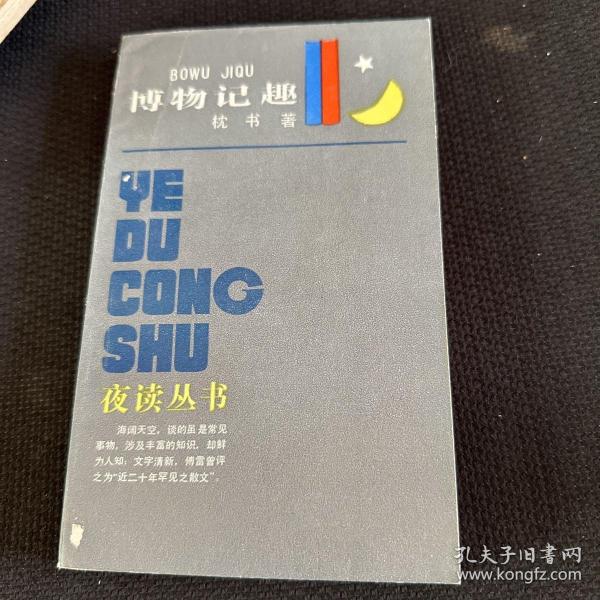 BOWU JIQU
博物记趣
枕书著
YE
DU
CONG
SHU
夜读丛书
海阔天空，谈的虽是常见
事物，涉及丰富的知识，却鲜
为人知；文字清新，傅雷曾评
之为“近二十年罕见之散文”。
孔夫子旧书网
www.kongfz.com